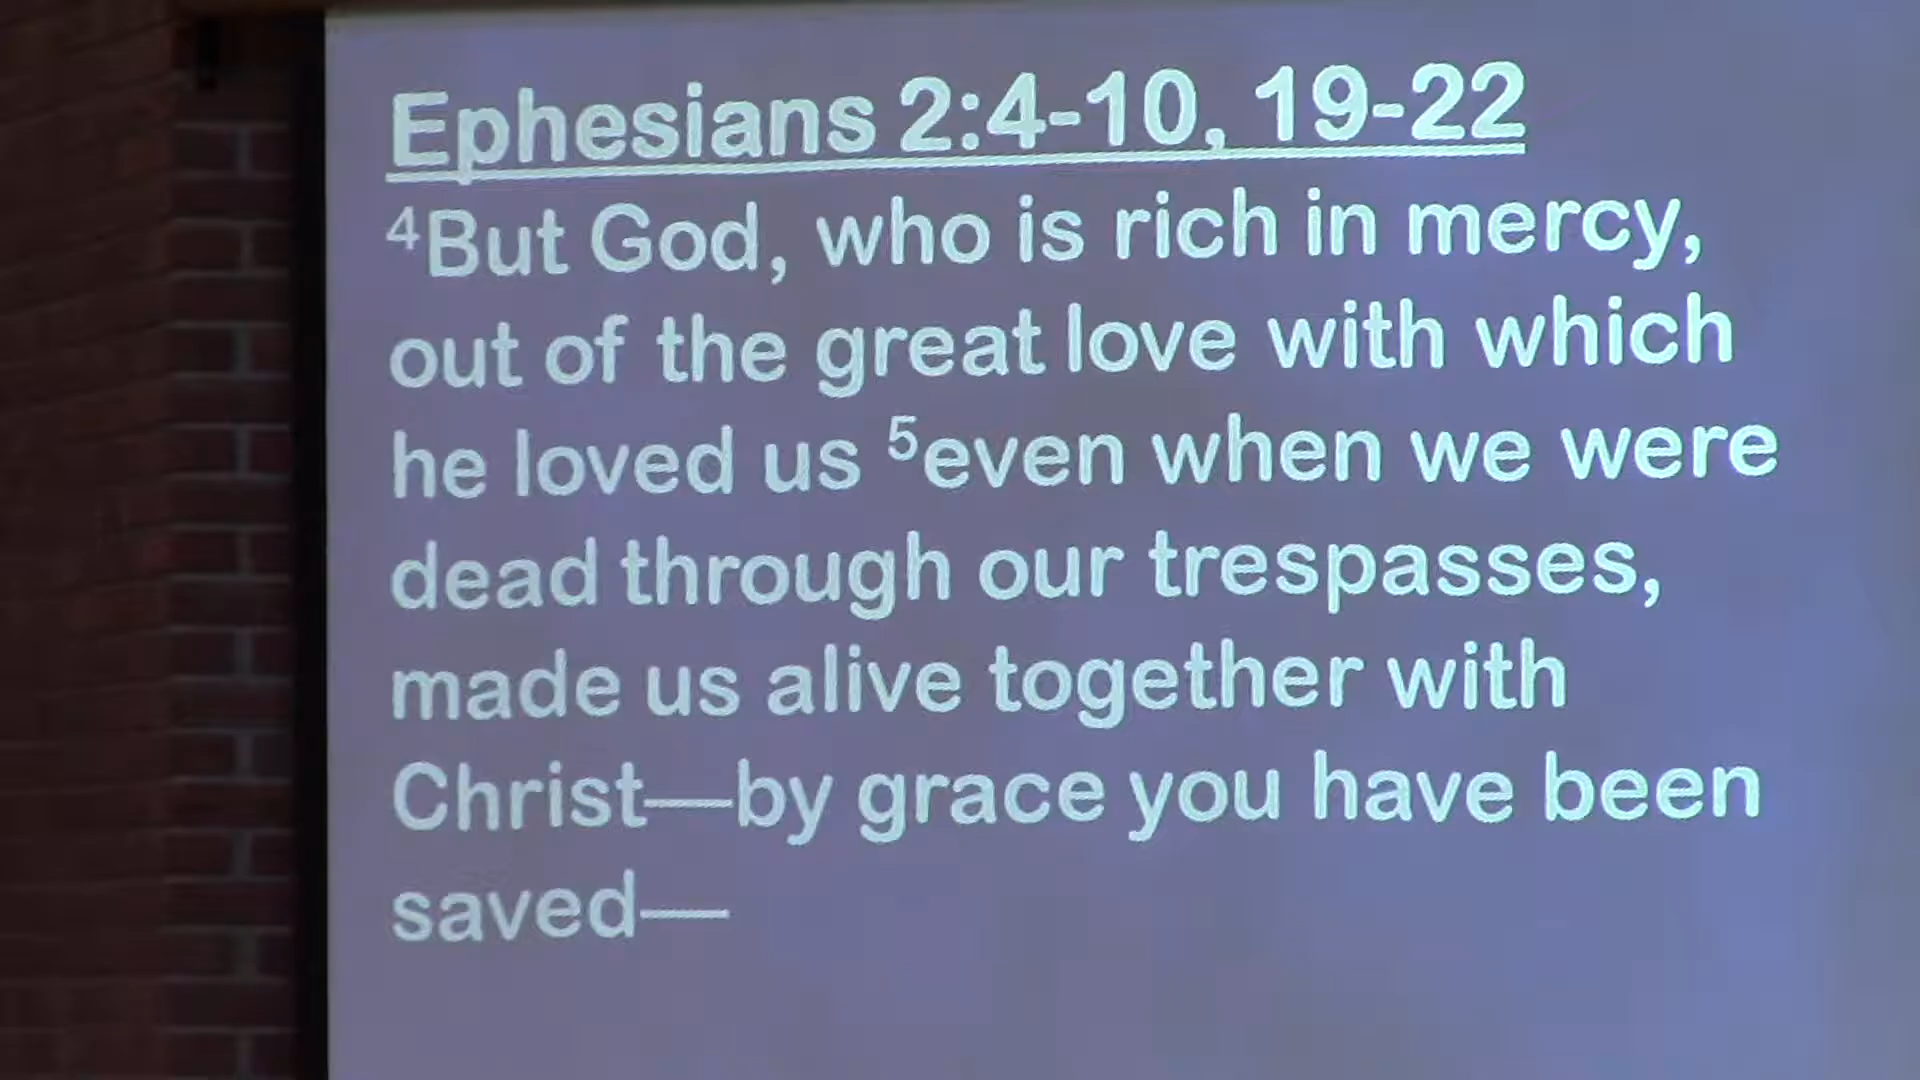 Ephesians 2:4-10, 19-22
⁴But God, who is rich in mercy,
out of the great love with which
he loved us ⁵even when we were
dead through our trespasses,
made us alive together with
Christ—by grace you have been
saved—